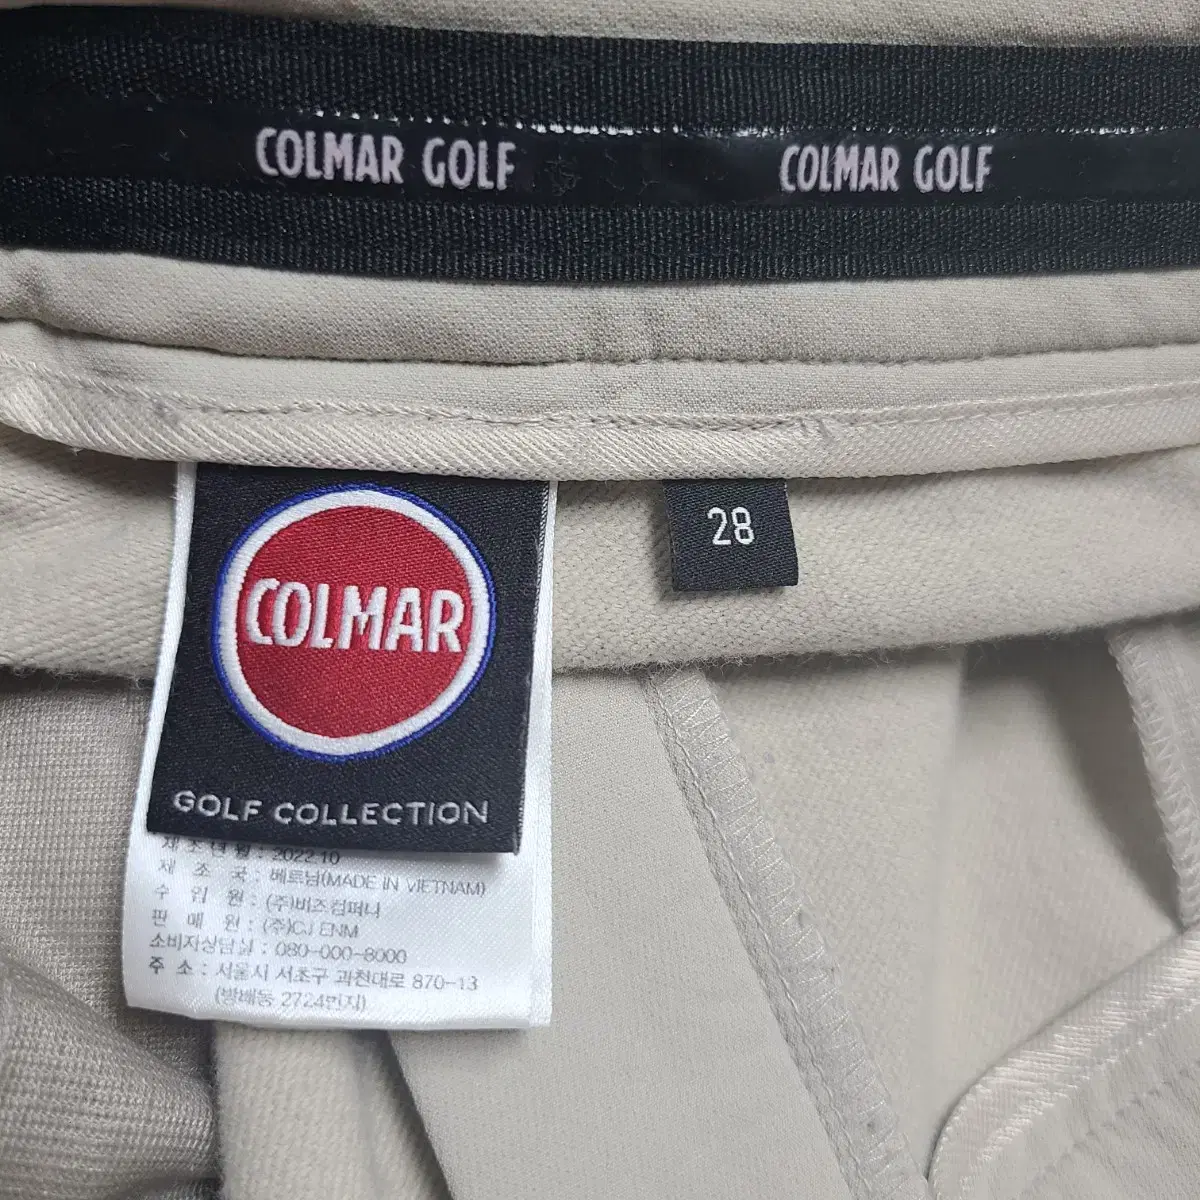 COLMAR GOLF COLMAR GOLF
28
COLMAR
GOLF COLLECTION
제조년월 : 2022.10
제 조 국 : 베트남(MADE IN VIETNAM)
수 입 원 : (주)비즈컴퍼니
판 매 원 : (주)CJ ENM
소비자상담실 : 080-000-8000
주 소 : 서울시 서초구 과천대로 870-13
(방배동 2724번지)